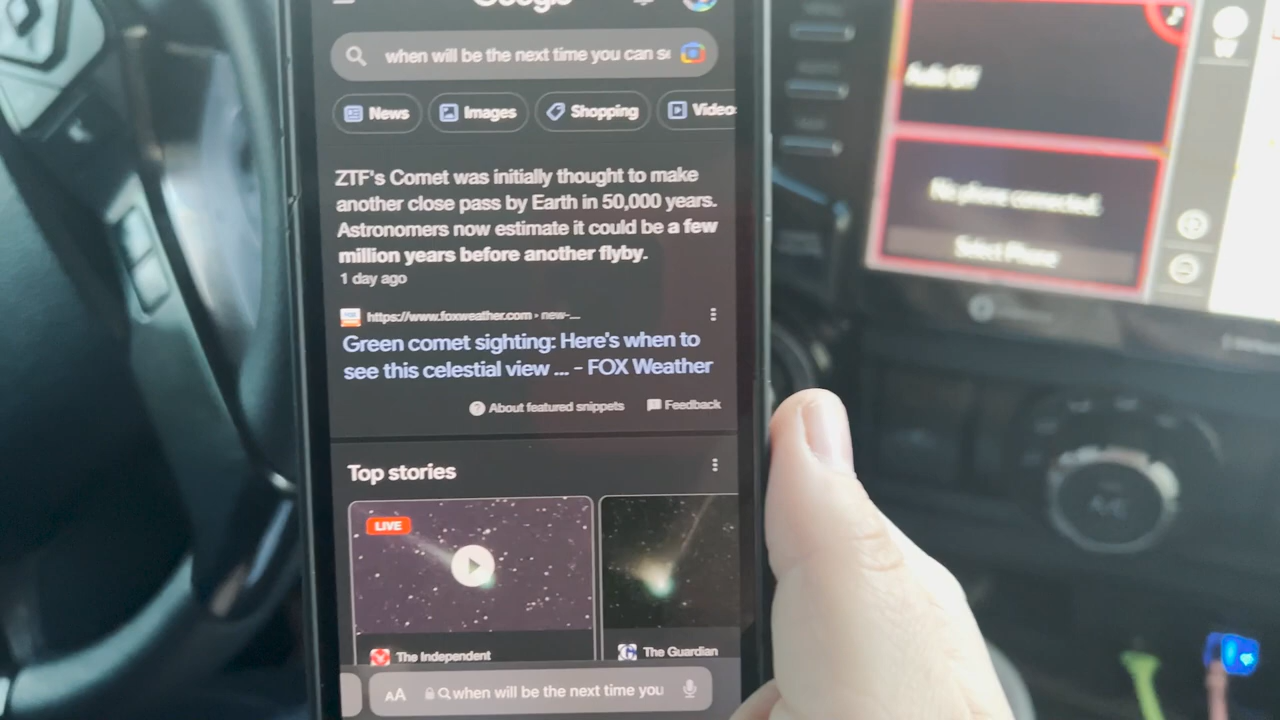 Google
when will be the next time you can se
News
Images
Shopping
Video
ZTF's Comet was initially thought to make
another close pass by Earth in 50,000 years.
Astronomers now estimate it could be a few
million years before another flyby.
1 day ago
https://www.foxweather.com › new-...
Green comet sighting: Here's when to
see this celestial view ... - FOX Weather
About featured snippets
Feedback
Top stories
LIVE
The Independent
The Guardian
AA
when will be the next time you
Audio Off
No phone connected.
Select Phone
A/C